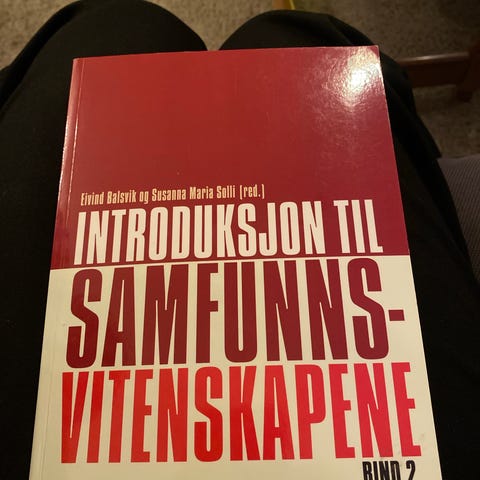 Eivind Balsvik og Susanna Maria Solli (red.)
INTRODUKSJON TIL
SAMFUNNS-
VITENSKAPENE
BIND 2